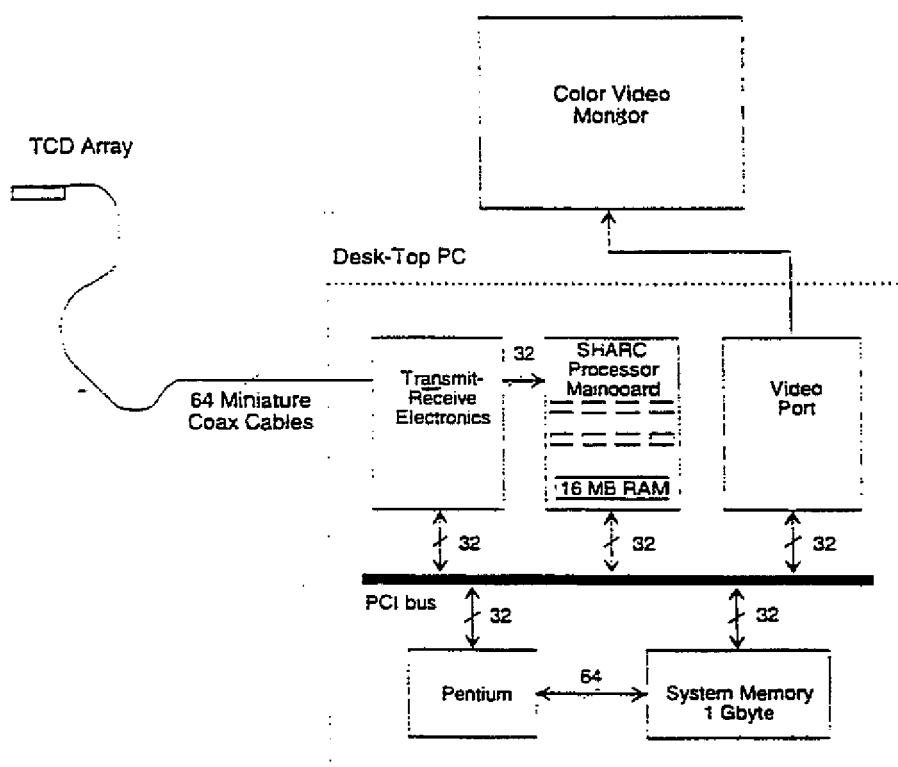 Color Video
Monitor
TCD Array
Desk-Top PC
64 Miniature
Coax Cables
Transmit-
Receive
Electronics
32
SHARC
Processor
Mainboard
16 MB RAM
Video
Port
32
32
32
PCI bus
32
32
Pentium
64
System Memory
1 Gbyte